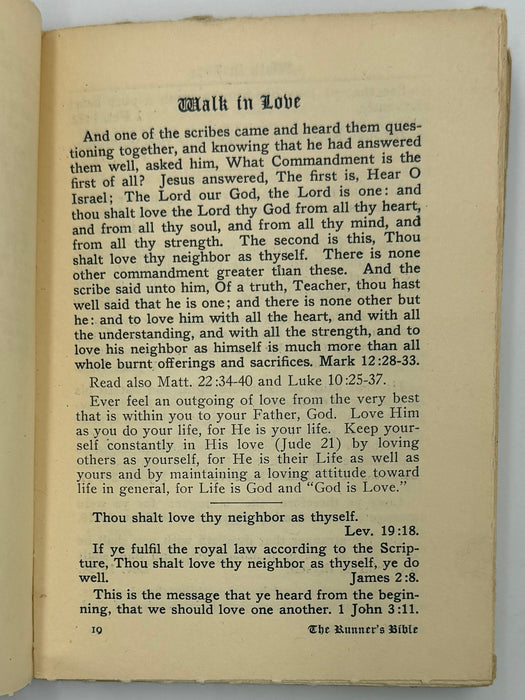 Walk in Love
And one of the scribes came and heard them ques-
tioning together, and knowing that he had answered
them well, asked him, What Commandment is the
first of all? Jesus answered, The first is, Hear O
Israel; The Lord our God, the Lord is one: and
thou shalt love the Lord thy God from all thy heart,
and from all thy soul, and from all thy mind, and
from all thy strength. The second is this, Thou
shalt love thy neighbor as thyself. There is none
other commandment greater than these. And the
scribe said unto him, Of a truth, Teacher, thou hast
well said that he is one; and there is none other but
he: and to love him with all the heart, and with all
the understanding, and with all the strength, and to
love his neighbor as himself is much more than all
whole burnt offerings and sacrifices. Mark 12:28-33.
Read also Matt. 22:34-40 and Luke 10:25-37.
Ever feel an outgoing of love from the very best
that is within you to your Father, God. Love Him
as you do your life, for He is your life. Keep your-
self constantly in His love (Jude 21) by loving
others as yourself, for He is their Life as well as
yours and by maintaining a loving attitude toward
life in general, for Life is God and "God is Love."
Thou shalt love thy neighbor as thyself.
Lev. 19:18.
If ye fulfil the royal law according to the Scrip-
ture, Thou shalt love thy neighbor as thyself, ye do
well. James 2:8.
This is the message that ye heard from the begin-
ning, that we should love one another. 1 John 3:11.
19 The Runner's Bible